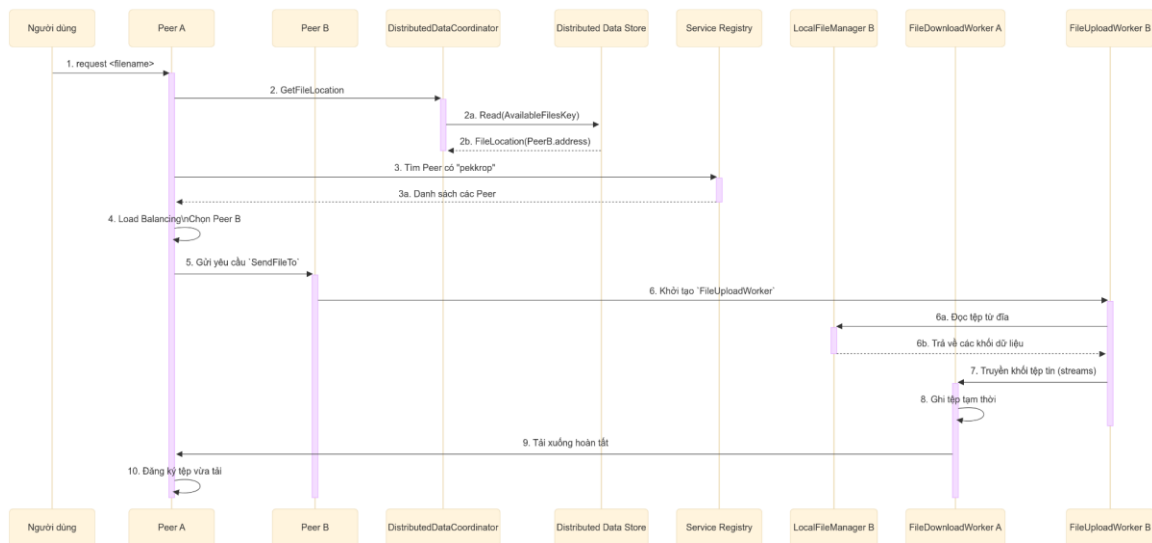 Người dùng
Peer A
Peer B
DistributedDataCoordinator
Distributed Data Store
Service Registry
LocalFileManager B
FileDownloadWorker A
FileUploadWorker B
1. request <filename>
2. GetFileLocation
2a. Read(AvailableFilesKey)
2b. FileLocation(PeerB.address)
3. Tìm Peer có "pekkrop"
3a. Danh sách các Peer
4. Load Balancing\nChọn Peer B
5. Gửi yêu cầu `SendFileTo`
6. Khởi tạo `FileUploadWorker`
6a. Đọc tệp từ đĩa
6b. Trả về các khối dữ liệu
7. Truyền khối tệp tin (streams)
8. Ghi tệp tạm thời
9. Tải xuống hoàn tất
10. Đăng ký tệp vừa tải
Người dùng
Peer A
Peer B
DistributedDataCoordinator
Distributed Data Store
Service Registry
LocalFileManager B
FileDownloadWorker A
FileUploadWorker B